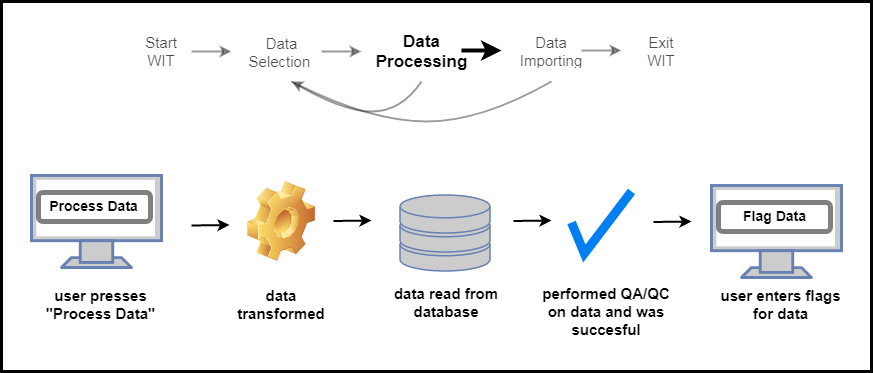 Start
WIT
Data
Selection
Data
Processing
Data
Importing
Exit
WIT
Process Data
Flag Data
user presses
"Process Data"
data
transformed
data read from
database
performed QA/QC
on data and was
succesful
user enters flags
for data